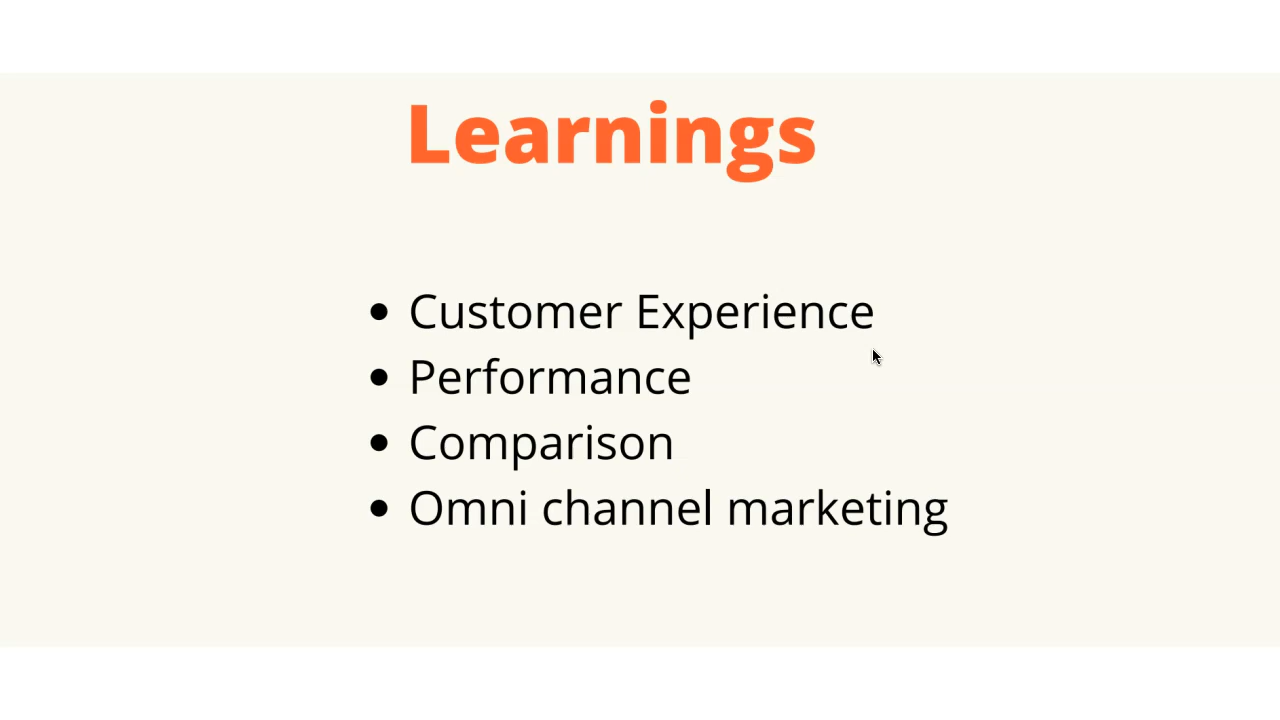 Learnings
• Customer Experience
• Performance
• Comparison
• Omni channel marketing